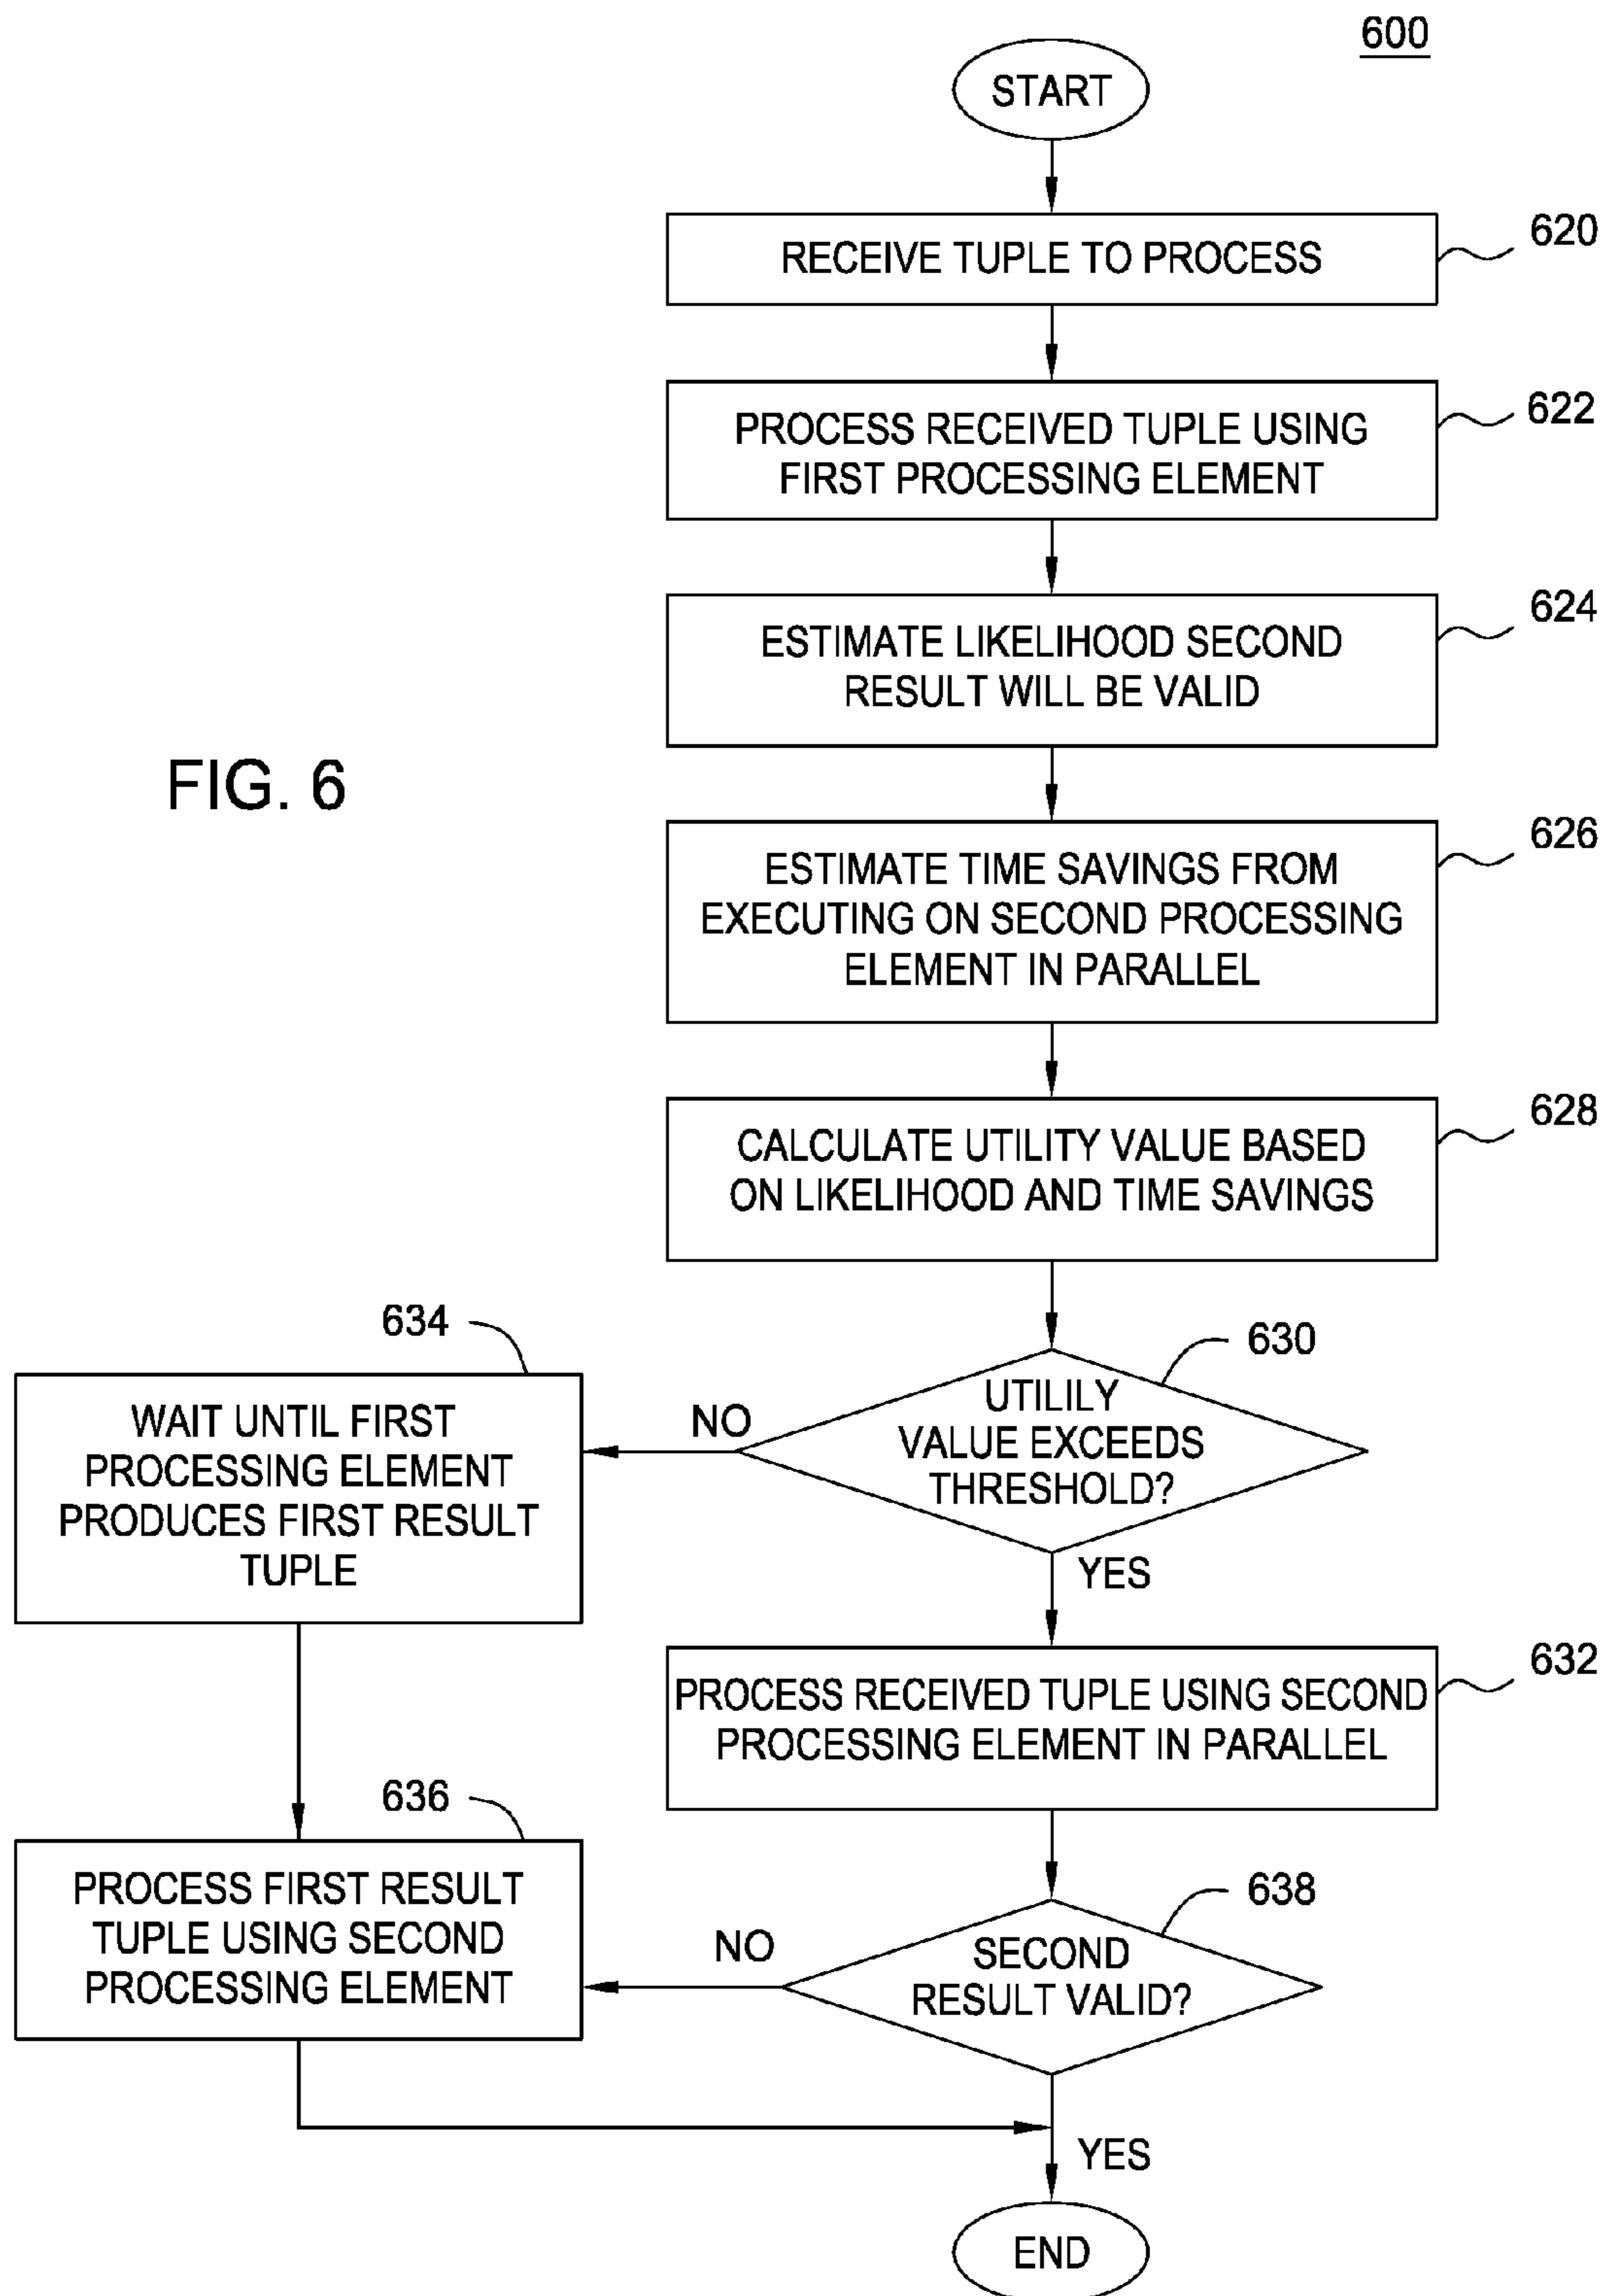 600
START
RECEIVE TUPLE TO PROCESS
620
PROCESS RECEIVED TUPLE USING
FIRST PROCESSING ELEMENT
622
ESTIMATE LIKELIHOOD SECOND
RESULT WILL BE VALID
624
FIG. 6
ESTIMATE TIME SAVINGS FROM
EXECUTING ON SECOND PROCESSING
ELEMENT IN PARALLEL
626
CALCULATE UTILITY VALUE BASED
ON LIKELIHOOD AND TIME SAVINGS
628
UTILILY
VALUE EXCEEDS
THRESHOLD?
630
NO
YES
634
WAIT UNTIL FIRST
PROCESSING ELEMENT
PRODUCES FIRST RESULT
TUPLE
PROCESS RECEIVED TUPLE USING SECOND
PROCESSING ELEMENT IN PARALLEL
632
636
PROCESS FIRST RESULT
TUPLE USING SECOND
PROCESSING ELEMENT
SECOND
RESULT VALID?
638
NO
YES
END